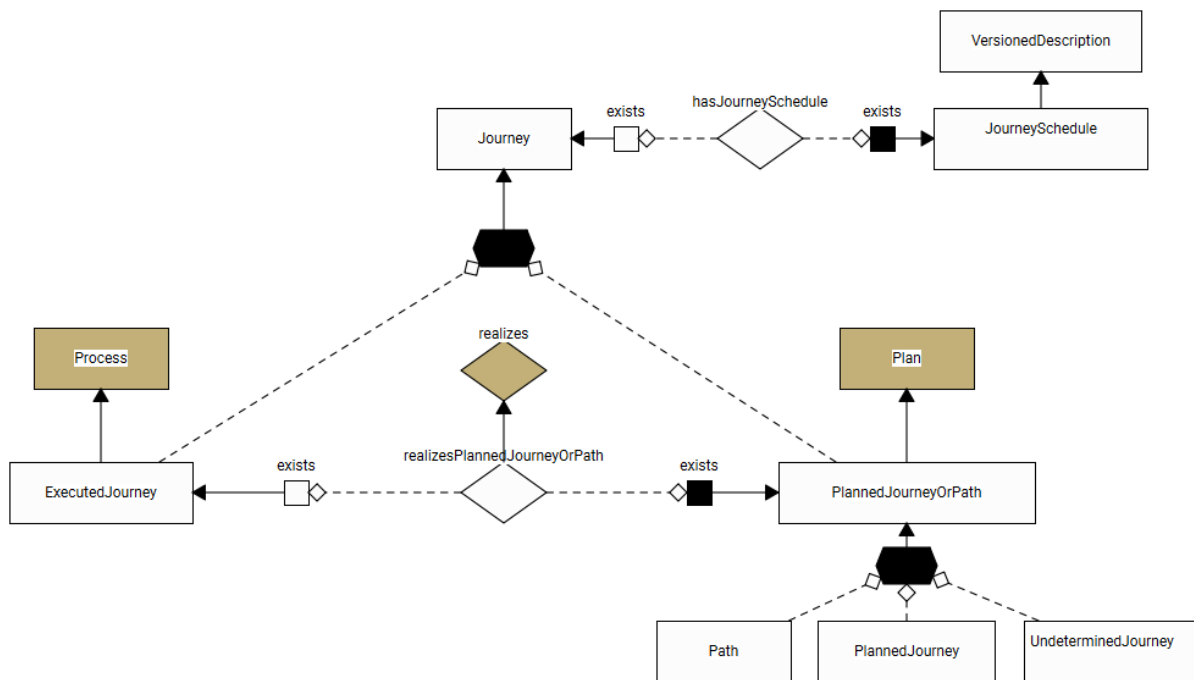 VersionedDescription
hasJourneySchedule
exists
exists
Journey
JourneySchedule
realizes
Process
Plan
realizesPlannedJourneyOrPath
exists
exists
ExecutedJourney
PlannedJourneyOrPath
Path
PlannedJourney
UndeterminedJourney